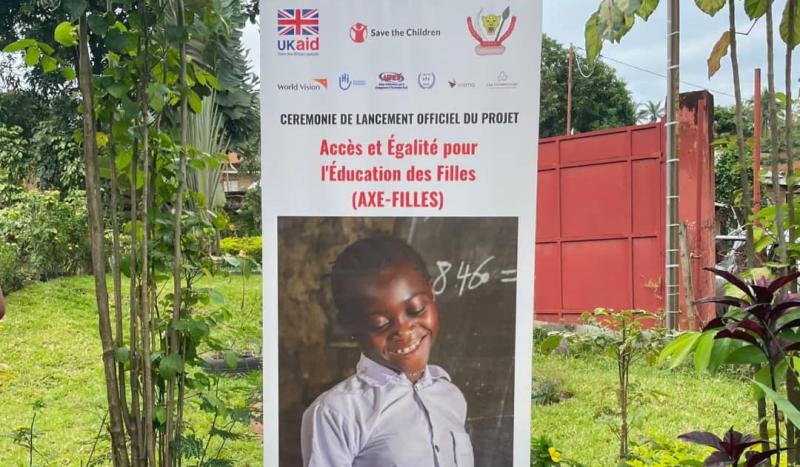 UKaid
from the British people
Save the Children
World Vision
CEREMONIE DE LANCEMENT OFFICIEL DU PROJET
Accès et Égalité pour
l'Éducation des Filles
(AXE-FILLES)
846 =